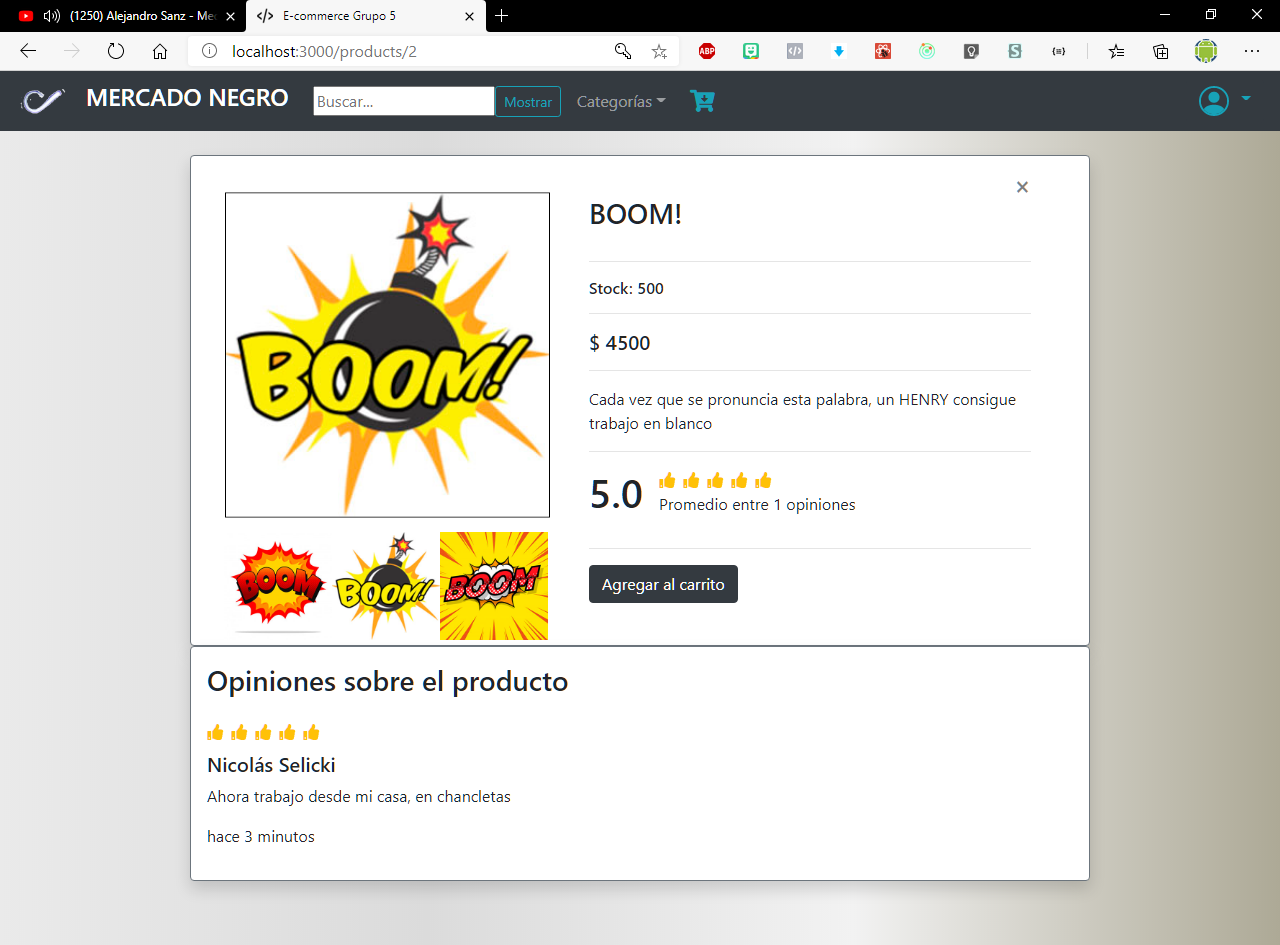 (1250) Alejandro Sanz - Me
E-commerce Grupo 5
localhost:3000/products/2
ABP
S
MERCADO NEGRO
Buscar...
Mostrar
Categorías
BOOM!
BOOM!
Stock: 500
$ 4500
Cada vez que se pronuncia esta palabra, un HENRY consigue
trabajo en blanco
5.0
Promedio entre 1 opiniones
BOOM
BOOM!
BOOM
Agregar al carrito
Opiniones sobre el producto
Nicolás Selicki
Ahora trabajo desde mi casa, en chancletas
hace 3 minutos